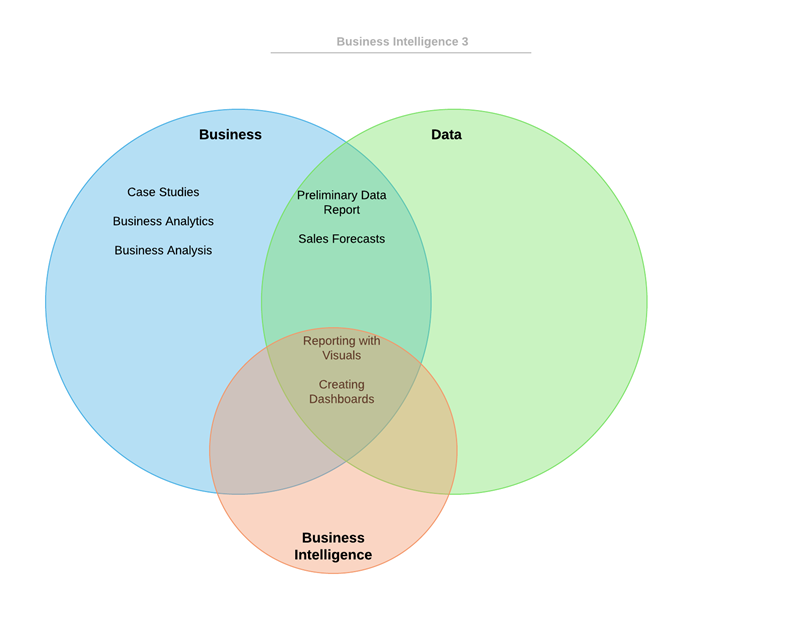 Business Intelligence 3
Business
Data
Case Studies
Business Analytics
Business Analysis
Preliminary Data
Report
Sales Forecasts
Reporting with
Visuals
Creating
Dashboards
Business
Intelligence